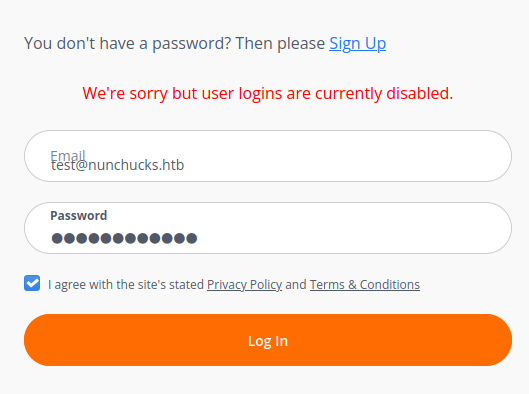 You don't have a password? Then please Sign Up
We're sorry but user logins are currently disabled.
Email
test@nunchucks.htb
Password
●●●●●●●●●●●●
I agree with the site's stated Privacy Policy and Terms & Conditions
Log In